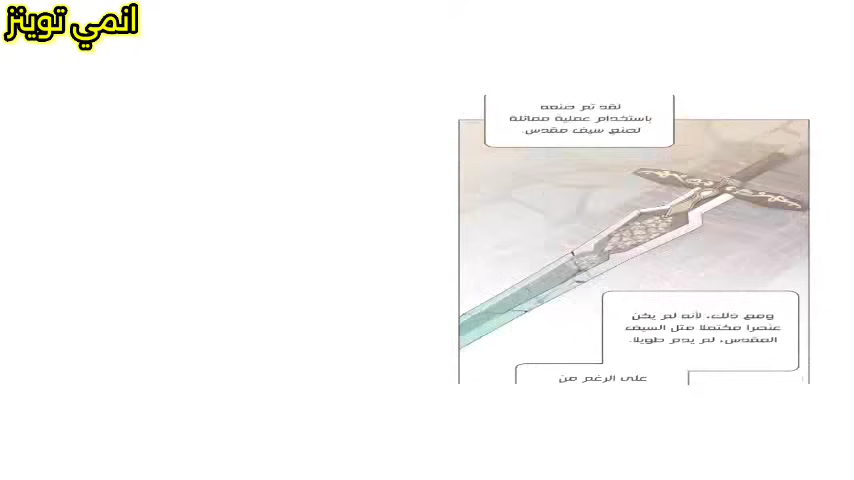 انمي توينز
لقد تم صنعه
باستخدام عملية مماثلة
لصنع سيف مقدس.
ومع ذلك، لأنه لم يكن
عنصرا مكتملا مثل السيف
المقدس، لم يدم طويلا.
على الرغم من